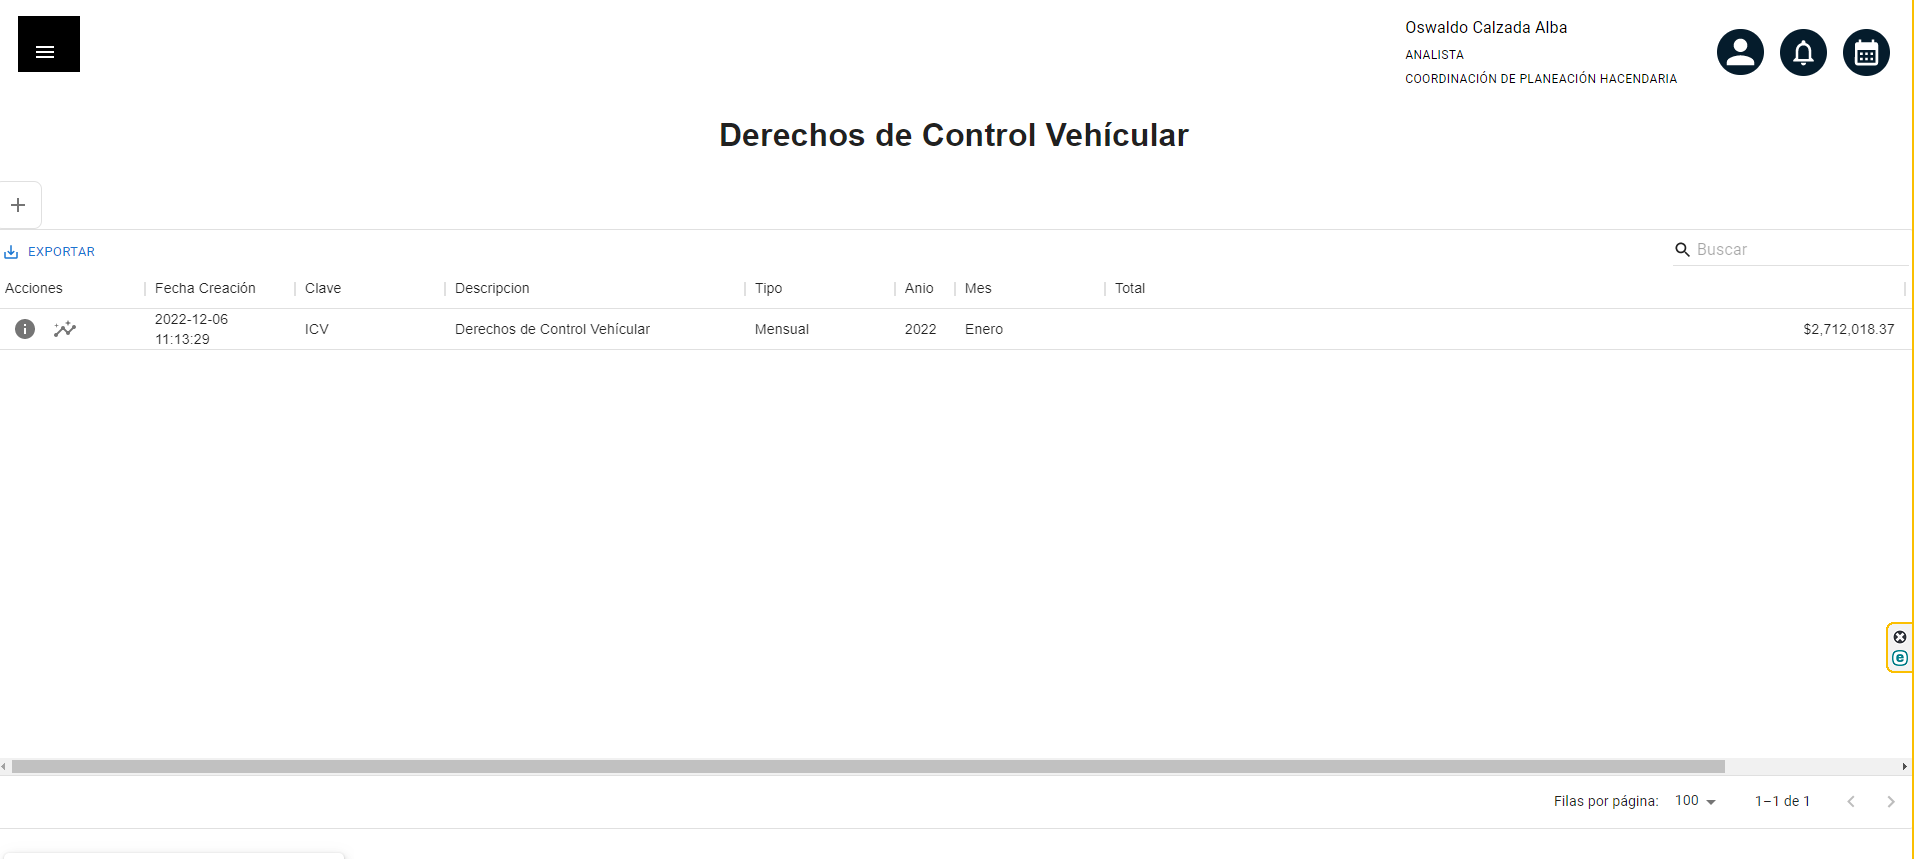 Oswaldo Calzada Alba
ANALISTA
COORDINACIÓN DE PLANEACIÓN HACENDARIA
Derechos de Control Vehícular
EXPORTAR
Buscar
Acciones Fecha Creación Clave Descripcion Tipo Anio Mes Total
2022-12-06
11:13:29 ICV Derechos de Control Vehícular Mensual 2022 Enero $2,712,018.37
Filas por página: 100 1–1 de 1